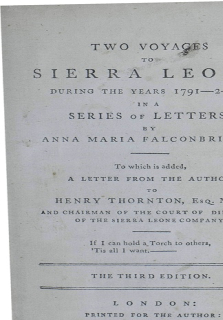 TWO VOYAGES
TO
SIERRA LEO
DURING THE YEARS 1791—2—
IN A
SERIES OF LETTERS
BY
ANNA MARIA FALCONBRI
To which is added,
A LETTER FROM THE AUTHO
TO
HENRY THORNTON, ESQ. M
AND CHAIRMAN OF THE COURT OF DI
OF THE SIERRA LEONE COMPANY
If I can hold a Torch to others,
'Tis all I want.
THE THIRD EDITION.
LONDON:
PRINTED FOR THE AUTHOR: